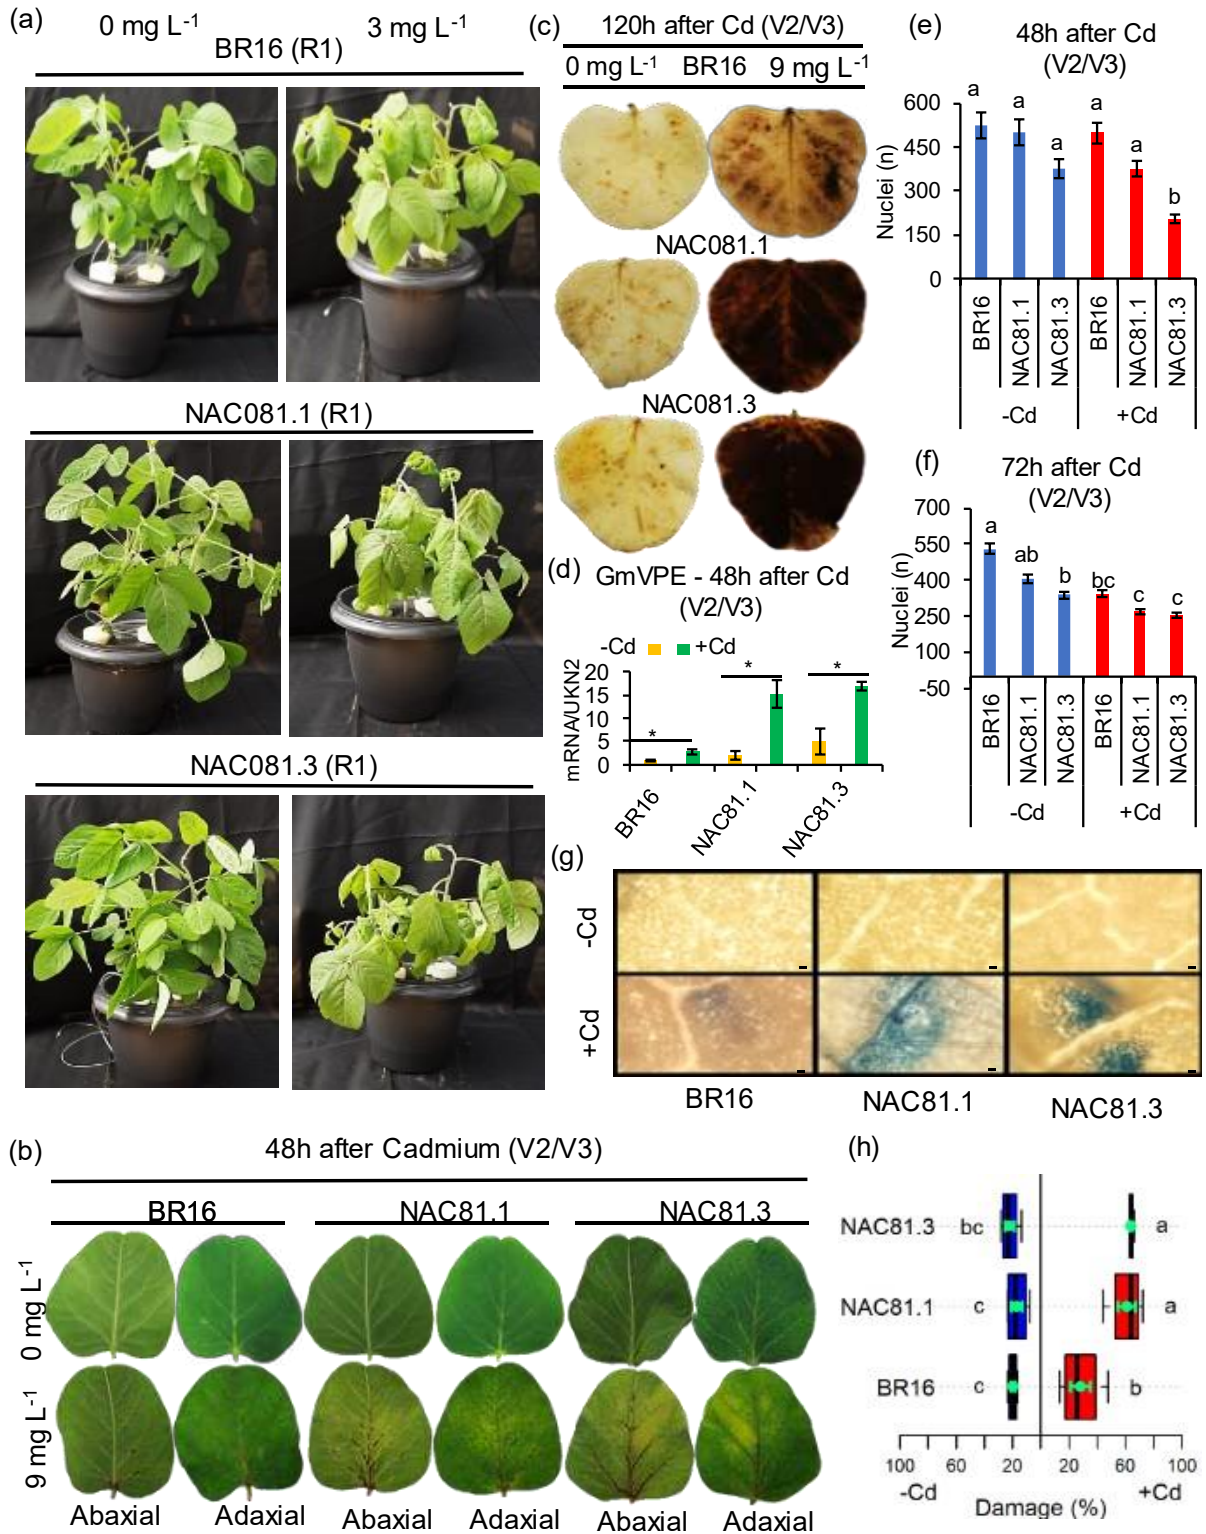 (a)
0 mg L-1
3 mg L-1
BR16 (R1)
NAC081.1 (R1)
NAC081.3 (R1)
(b)
48h after Cadmium (V2/V3)
BR16
NAC81.1
NAC81.3
0 mg L-1
9 mg L-1
Abaxial
Adaxial
Abaxial
Adaxial
Abaxial
Adaxial
(c)
120h after Cd (V2/V3)
0 mg L-1
BR16
9 mg L-1
NAC081.1
NAC081.3
(d)
GmVPE - 48h after Cd
(V2/V3)
-Cd
+Cd
mRNA/UKN2
20
15
10
5
0
*
*
*
BR16
NAC81.1
NAC81.3
(e)
48h after Cd
(V2/V3)
Nuclei (n)
600
450
300
150
0
a
a
a
a
a
b
BR16
NAC81.1
NAC81.3
BR16
NAC81.1
NAC81.3
-Cd
+Cd
(f)
72h after Cd
(V2/V3)
Nuclei (n)
700
550
400
250
100
-50
a
ab
b
bc
c
c
BR16
NAC81.1
NAC81.3
BR16
NAC81.1
NAC81.3
-Cd
+Cd
(g)
-Cd
+Cd
BR16
NAC81.1
NAC81.3
(h)
NAC81.3
bc
a
NAC81.1
c
a
BR16
c
b
100
60
20
20
60
100
-Cd
Damage (%)
+Cd